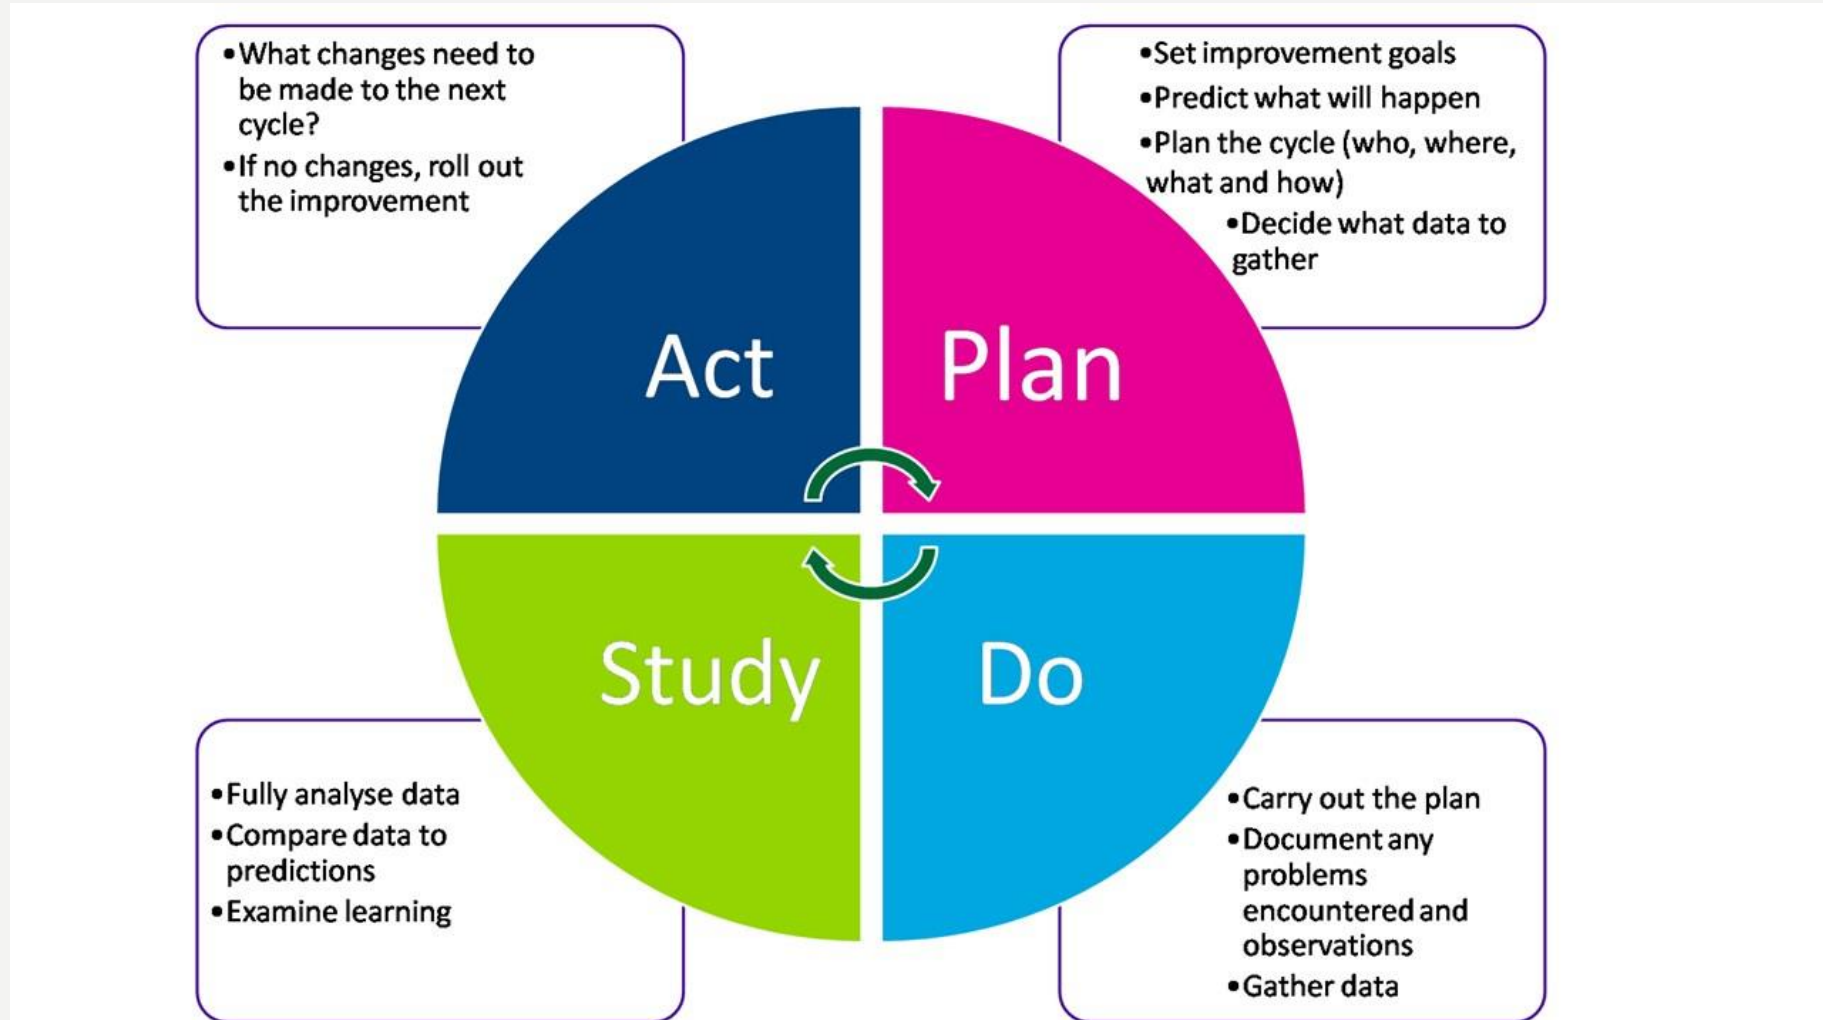 •What changes need to
be made to the next
cycle?
•If no changes, roll out
the improvement
•Set improvement goals
•Predict what will happen
•Plan the cycle (who, where,
what and how)
•Decide what data to
gather
Act
Plan
Study
Do
•Fully analyse data
•Compare data to
predictions
•Examine learning
•Carry out the plan
•Document any
problems
encountered and
observations
•Gather data